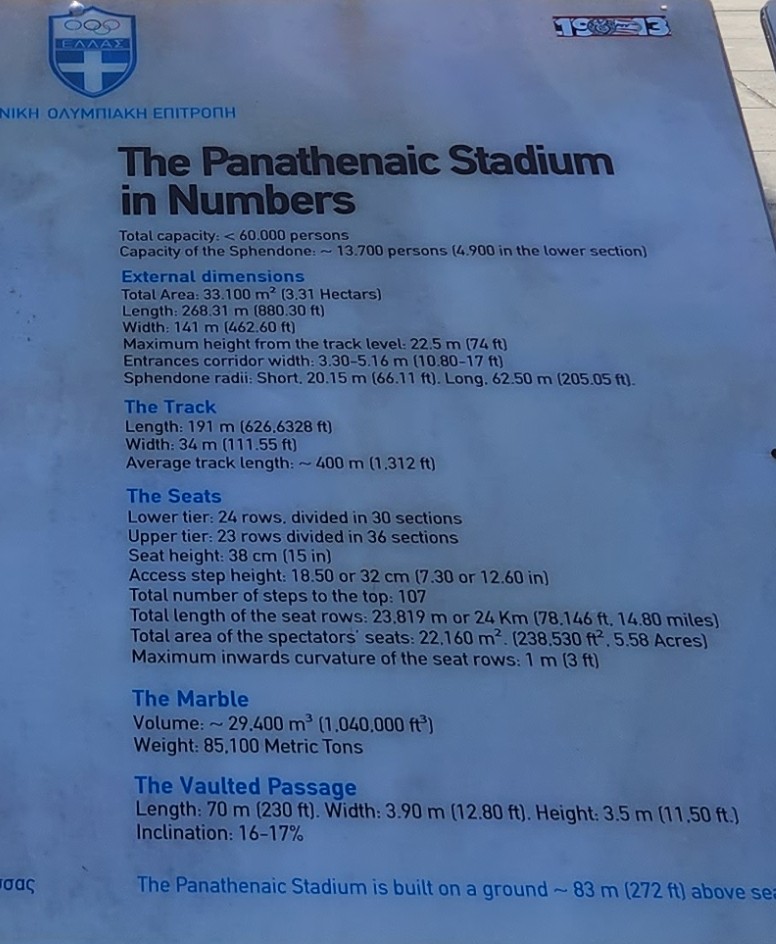 ΕΛΛΑΣ
ΝΙΚΗ ΟΛΥΜΠΙΑΚΗ ΕΠΙΤΡΟΠΗ
The Panathenaic Stadium
in Numbers
Total capacity: < 60.000 persons
Capacity of the Sphendone: ~ 13.700 persons (4.900 in the lower section)
External dimensions
Total Area: 33.100 m² (3,31 Hectars)
Length: 268.31 m (880.30 ft)
Width: 141 m (462.60 ft)
Maximum height from the track level: 22.5 m (74 ft)
Entrances corridor width: 3.30-5.16 m (10.80-17 ft)
Sphendone radii: Short, 20.15 m (66.11 ft). Long, 62.50 m (205.05 ft).
The Track
Length: 191 m (626,6328 ft)
Width: 34 m (111.55 ft)
Average track length: ~ 400 m (1,312 ft)
The Seats
Lower tier: 24 rows, divided in 30 sections
Upper tier: 23 rows divided in 36 sections
Seat height: 38 cm (15 in)
Access step height: 18.50 or 32 cm (7.30 or 12.60 in)
Total number of steps to the top: 107
Total length of the seat rows: 23,819 m or 24 Km (78,146 ft, 14.80 miles)
Total area of the spectators' seats: 22,160 m². (238,530 ft², 5.58 Acres)
Maximum inwards curvature of the seat rows: 1 m (3 ft)
The Marble
Volume: ~ 29,400 m³ (1,040,000 ft³)
Weight: 85,100 Metric Tons
The Vaulted Passage
Length: 70 m (230 ft). Width: 3.90 m (12.80 ft). Height: 3.5 m (11,50 ft.)
Inclination: 16-17%
The Panathenaic Stadium is built on a ground ~ 83 m (272 ft) above